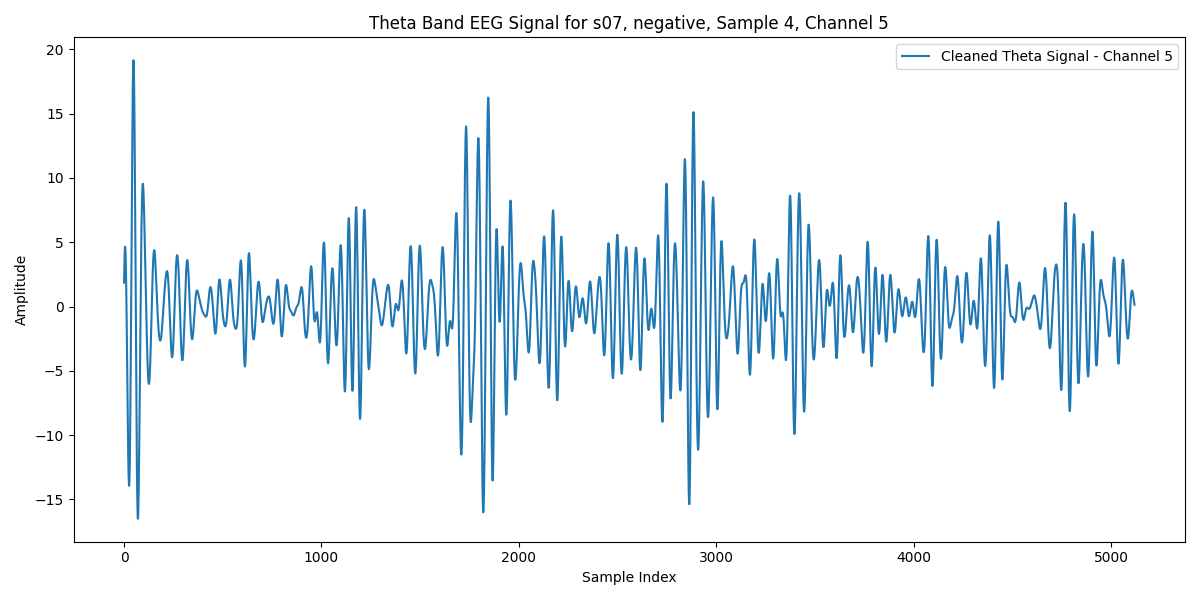 Theta Band EEG Signal for s07, negative, Sample 4, Channel 5
Cleaned Theta Signal - Channel 5
Amplitude
20
15
10
5
0
−5
−10
−15
0 1000 2000 3000 4000 5000
Sample Index